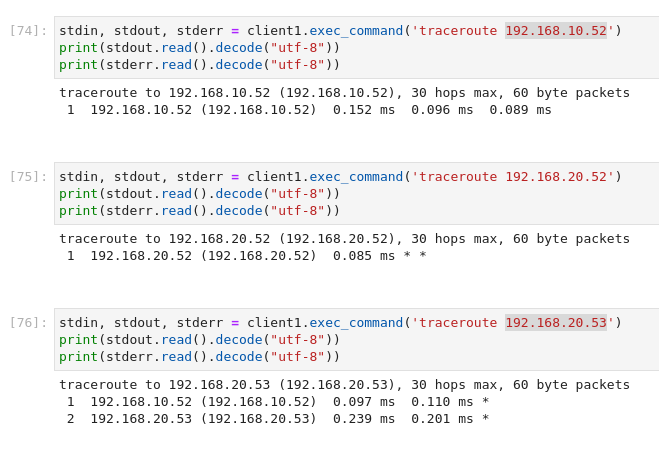 [74]: stdin, stdout, stderr = client1.exec_command('traceroute 192.168.10.52')
print(stdout.read().decode("utf-8"))
print(stderr.read().decode("utf-8"))
traceroute to 192.168.10.52 (192.168.10.52), 30 hops max, 60 byte packets
 1  192.168.10.52 (192.168.10.52)  0.152 ms  0.096 ms  0.089 ms
[75]: stdin, stdout, stderr = client1.exec_command('traceroute 192.168.20.52')
print(stdout.read().decode("utf-8"))
print(stderr.read().decode("utf-8"))
traceroute to 192.168.20.52 (192.168.20.52), 30 hops max, 60 byte packets
 1  192.168.20.52 (192.168.20.52)  0.085 ms * *
[76]: stdin, stdout, stderr = client1.exec_command('traceroute 192.168.20.53')
print(stdout.read().decode("utf-8"))
print(stderr.read().decode("utf-8"))
traceroute to 192.168.20.53 (192.168.20.53), 30 hops max, 60 byte packets
 1  192.168.10.52 (192.168.10.52)  0.097 ms  0.110 ms *
 2  192.168.20.53 (192.168.20.53)  0.239 ms  0.201 ms *